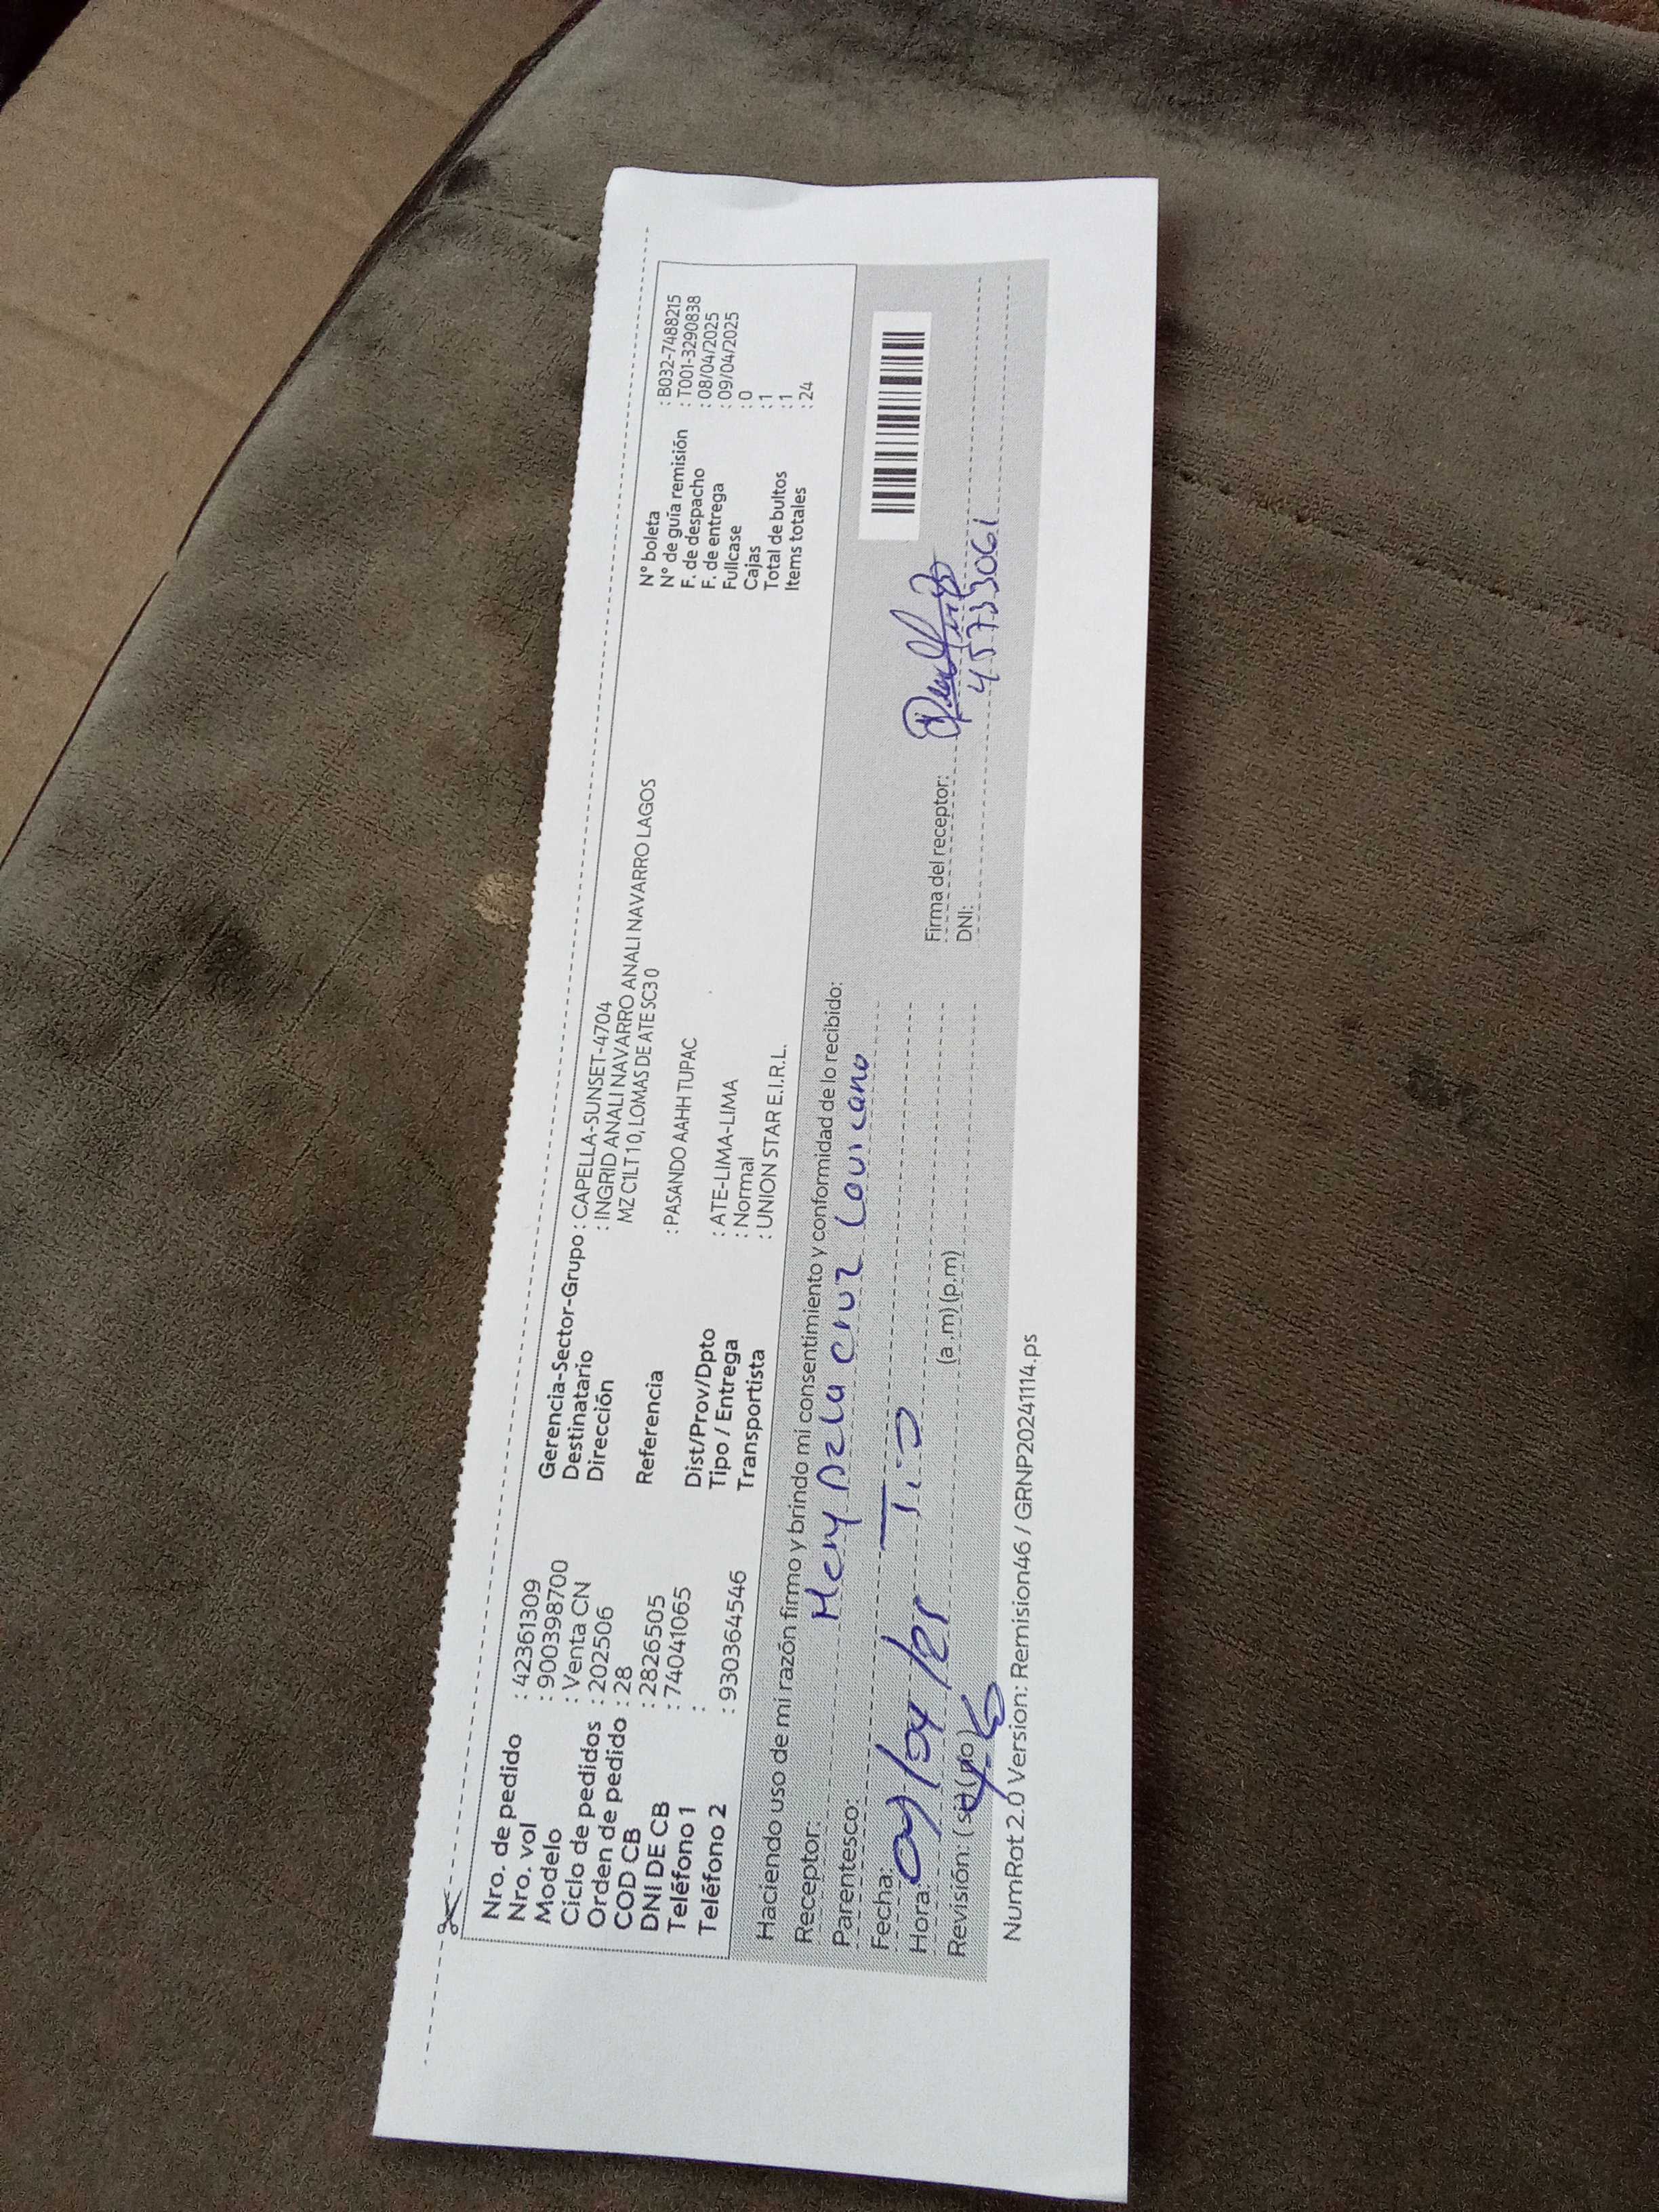 Nro. de pedido : 42361309
Nro. vol : 900398700
Modelo : Venta CN
Ciclo de pedidos : 202506
Orden de pedido : 28
COD CB : 2826505
DNI DE CB : 74041065
Teléfono 1 :
Teléfono 2 : 930364546
Gerencia-Sector-Grupo : CAPELLA-SUNSET-4704
Destinatario : INGRID ANALI NAVARRO ANALI NAVARRO LAGOS
Dirección MZ C1LT 10, LOMAS DE ATE SC3 0
Referencia : PASANDO AAHH TUPAC
Dist/Prov/Dpto : ATE-LIMA-LIMA
Tipo / Entrega : Normal
Transportista : UNION STAR E.I.R.L.
N° boleta : B032-7488215
N° de guía remisión : T001-3290838
F. de despacho : 08/04/2025
F. de entrega : 09/04/2025
Fullcase : 0
Cajas : 1
Total de bultos : 1
Items totales : 24
Haciendo uso de mi razón firmo y brindo mi consentimiento y conformidad de lo recibido:
Receptor: cruz
Parentesco:
Fecha: 09/04/25
Hora: (a.m) (p.m)
Revisión: (si) (no)
Firma del receptor:
DNI: 45733061
NumRot 2.0 Version: Remision46 / GRNP20241114.ps